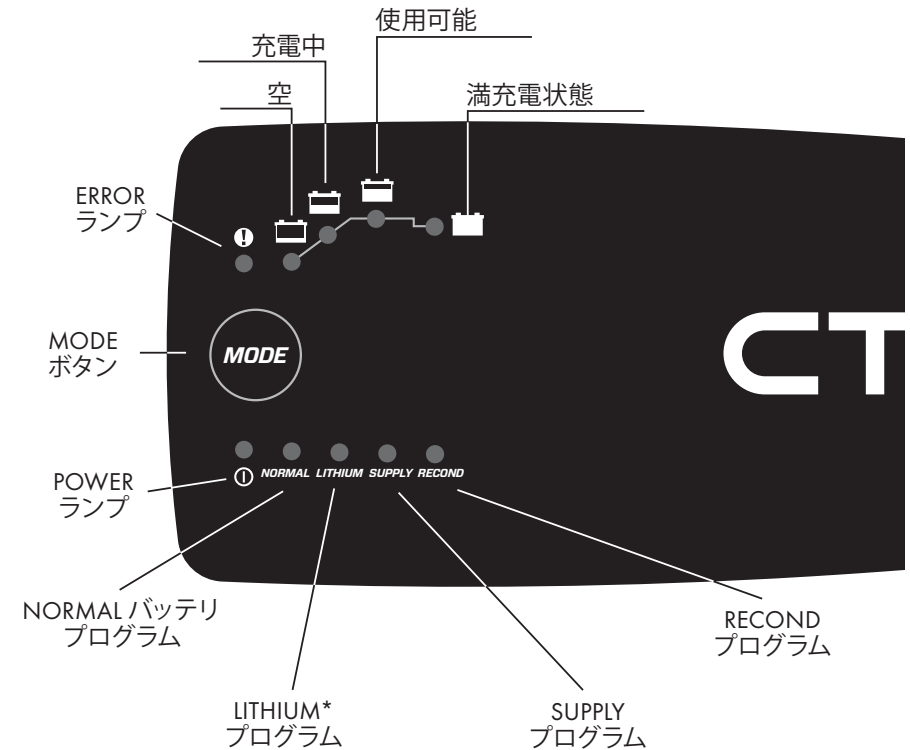 使用可能
充電中
空
満充電状態
ERROR
ランプ
!
MODE
ボタン
MODE
CT
POWER
ランプ
NORMAL LITHIUM SUPPLY RECOND
NORMAL バッテリ
プログラム
RECOND
プログラム
LITHIUM*
プログラム
SUPPLY
プログラム